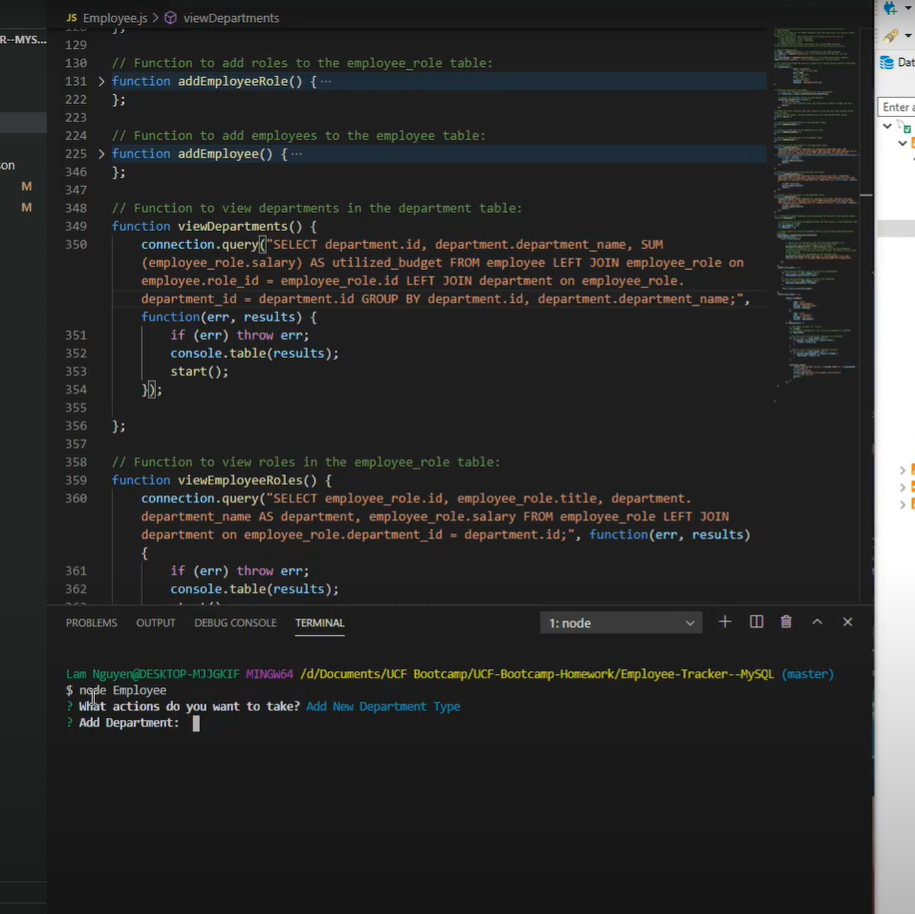 JS Employee.js > viewDepartments
R--MYS...
Dat
129
130 // Function to add roles to the employee_role table:
131 > function addEmployeeRole() { ...
222 };
223
224 // Function to add employees to the employee table:
225 > function addEmployee() { ...
346 };
347
348 // Function to view departments in the department table:
349 function viewDepartments() {
350 connection.query("SELECT department.id, department.department_name, SUM
(employee_role.salary) AS utilized_budget FROM employee LEFT JOIN employee_role on
employee.role_id = employee_role.id LEFT JOIN department on employee_role.
department_id = department.id GROUP BY department.id, department.department_name;",
function(err, results) {
351 if (err) throw err;
352 console.table(results);
353 start();
354 });
355
356 };
357
358 // Function to view roles in the employee_role table:
359 function viewEmployeeRoles() {
360 connection.query("SELECT employee_role.id, employee_role.title, department.
department_name AS department, employee_role.salary FROM employee_role LEFT JOIN
department on employee_role.department_id = department.id;", function(err, results)
{
361 if (err) throw err;
362 console.table(results);
son
M
M
Enter a
PROBLEMS OUTPUT DEBUG CONSOLE TERMINAL 1: node
Lam Nguyen@DESKTOP-MJJGKIF MINGW64 /d/Documents/UCF Bootcamp/UCF-Bootcamp-Homework/Employee-Tracker--MySQL (master)
$ node Employee
? What actions do you want to take? Add New Department Type
? Add Department: